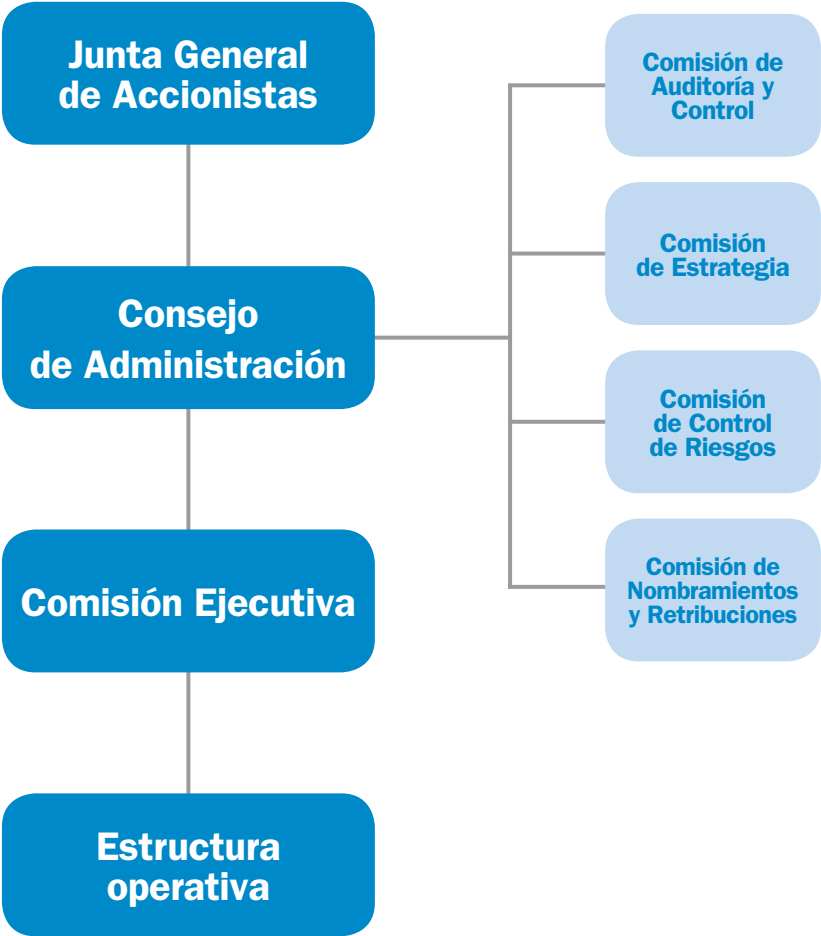 Junta General
de Accionistas
Consejo
de Administración
Comisión Ejecutiva
Estructura
operativa
Comisión de
Auditoría y
Control
Comisión
de Estrategia
Comisión
de Control
de Riesgos
Comisión de
Nombramientos
y Retribuciones